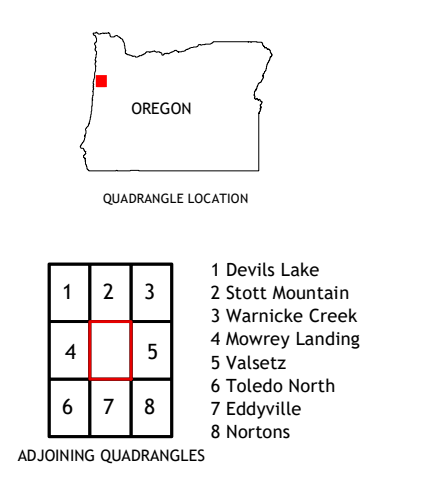 OREGON
QUADRANGLE LOCATION
1 2 3
4 5
6 7 8
1 Devils Lake
2 Stott Mountain
3 Warnicke Creek
4 Mowrey Landing
5 Valsetz
6 Toledo North
7 Eddyville
8 Nortons
ADJOINING QUADRANGLES